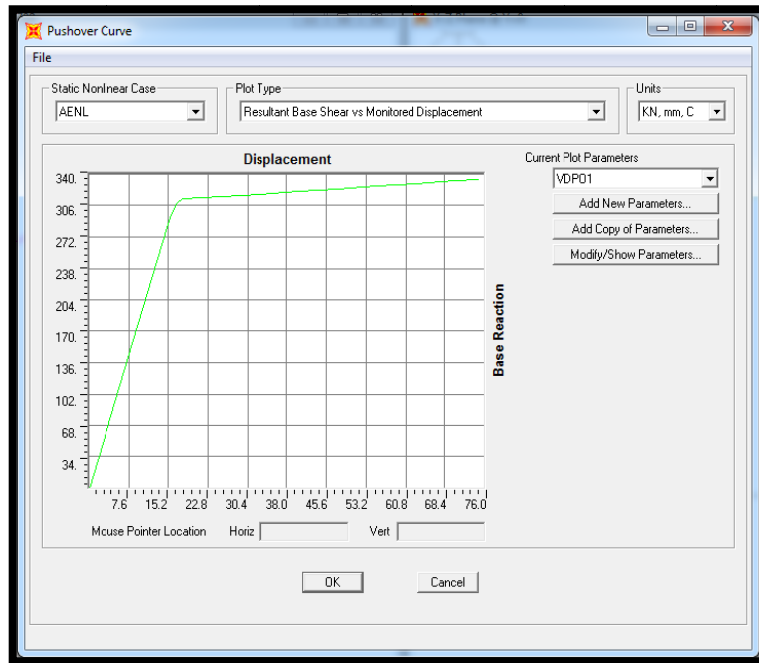 Pushover Curve
File
Static Nonlinear Case
AENL
Plot Type
Resultant Base Shear vs Monitored Displacement
Units
KN, mm, C
Displacement
340.
306.
272.
238.
204.
170.
136.
102.
68.
34.
7.6 15.2 22.8 30.4 38.0 45.6 53.2 60.8 68.4 76.0
Base Reaction
Mouse Pointer Location Horiz Vert
Current Plot Parameters
VDPO1
Add New Parameters...
Add Copy of Parameters...
Modify/Show Parameters...
OK Cancel